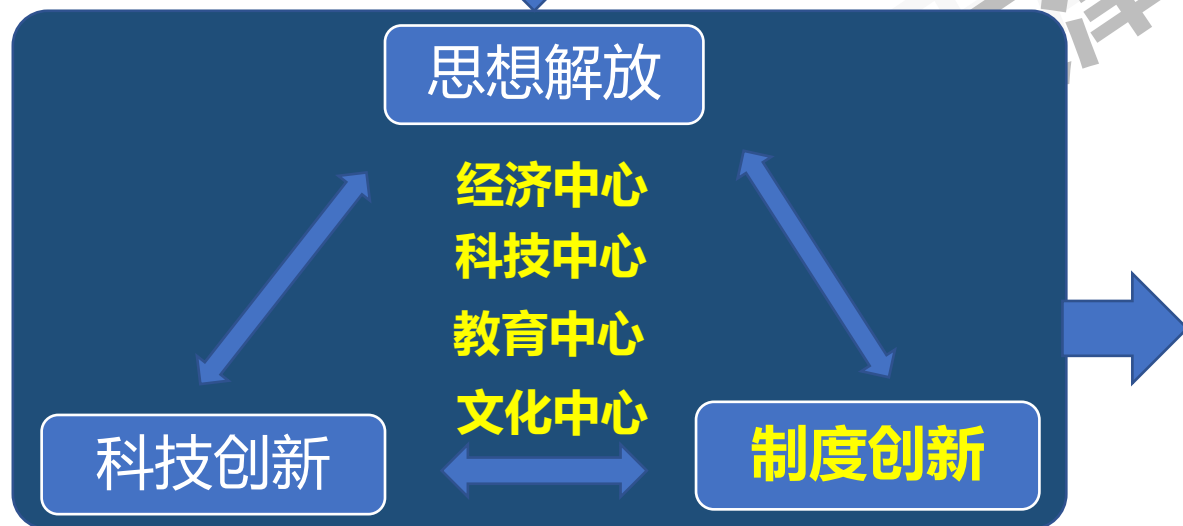 思想解放
经济中心
科技中心
教育中心
文化中心
科技创新
制度创新